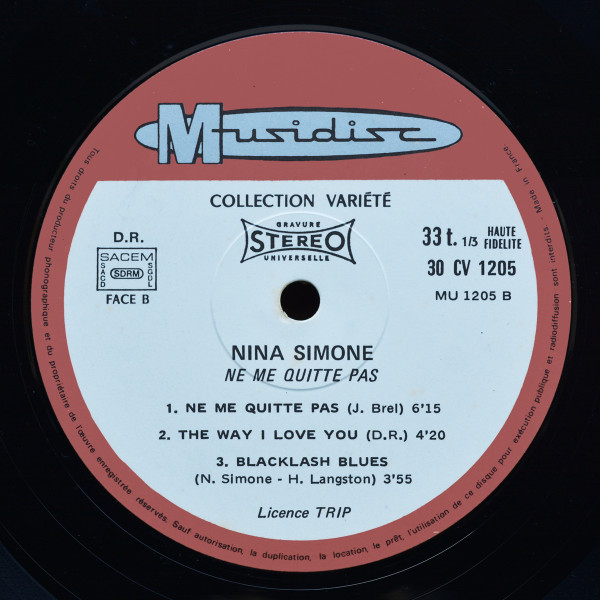 Musidisc
COLLECTION VARIÉTÉ
GRAVURE
STEREO
UNIVERSELLE
D.R.
SACEM
SACD
SDRM
SGDL
FACE B
33 t. 1/3
HAUTE
FIDELITE
30 CV 1205
MU 1205 B
NINA SIMONE
NE ME QUITTE PAS
1. NE ME QUITTE PAS (J. Brel) 6'15
2. THE WAY I LOVE YOU (D.R.) 4'20
3. BLACKLASH BLUES
(N. Simone - H. Langston) 3'55
Licence TRIP
Tous droits du producteur phonographique et du propriétaire de l'œuvre enregistrée réservés. Sauf autorisation, la duplication, la location, le prêt, l'utilisation de ce disque pour exécution publique et radiodiffusion sont interdits. Made in France